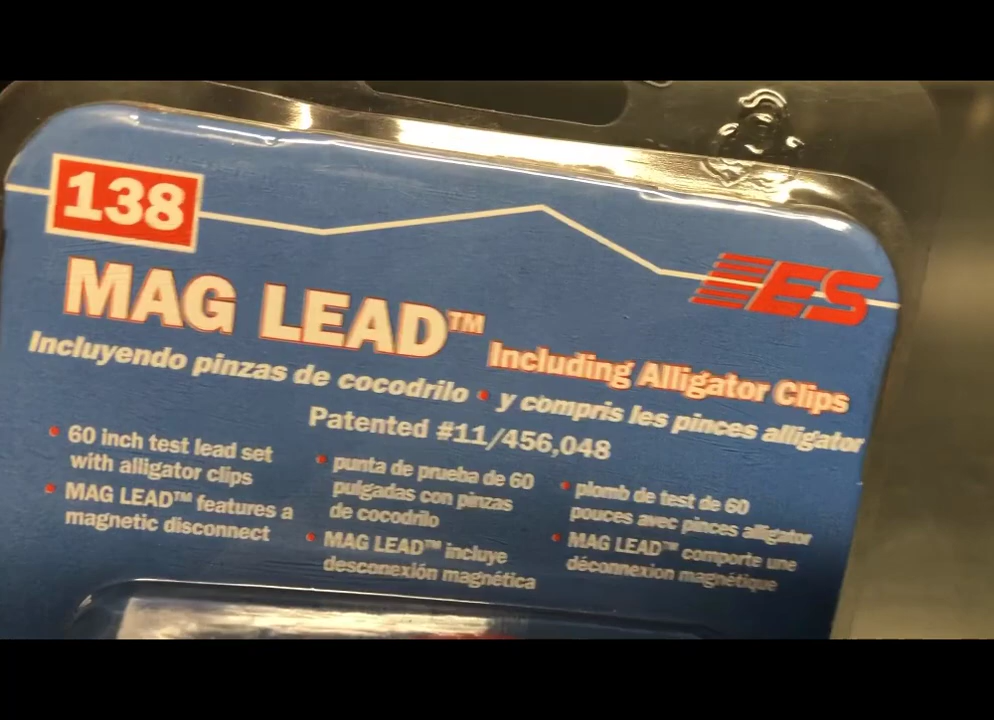 138
ES
MAG LEAD™ Including Alligator Clips
Incluyendo pinzas de cocodrilo • y compris les pinces alligator
Patented #11/456,048
• 60 inch test lead set
with alligator clips
• MAG LEAD™ features a
magnetic disconnect
• punta de prueba de 60
pulgadas con pinzas
de cocodrilo
• MAG LEAD™ incluye
desconexión magnética
• plomb de test de 60
pouces avec pinces alligator
• MAG LEAD™ comporte une
déconnexion magnétique